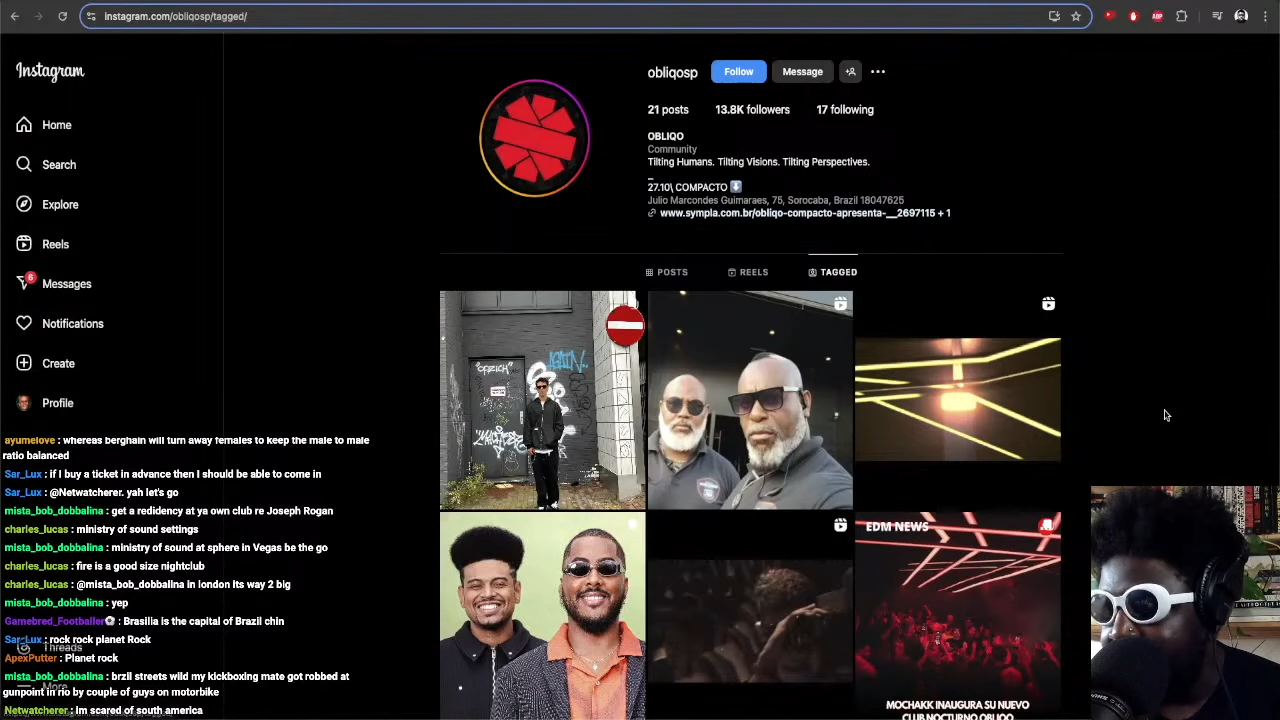 instagram.com/obliqosp/tagged/
Instagram
Home
Search
Explore
Reels
6
Messages
Notifications
Create
Profile
obliqosp
Follow
Message
21 posts
13.8K followers
17 following
OBLIQO
Community
Tilting Humans. Tilting Visions. Tilting Perspectives.
_
27.10\ COMPACTO
Julio Marcondes Guimaraes, 75, Sorocaba, Brazil 18047625
www.sympla.com.br/obliqo-compacto-apresenta-__2697115 + 1
POSTS
REELS
TAGGED
EDM NEWS
MOCHAKK INAUGURA SU NUEVO
CLUB NOCTURNO OBLIQO
ayumelove : whereas berghain will turn away females to keep the male to male
ratio balanced
Sar_Lux : if I buy a ticket in advance then I should be able to come in
Sar_Lux : @Netwatcherer. yah let's go
mista_bob_dobbalina : get a redidency at ya own club re Joseph Rogan
charles_lucas : ministry of sound settings
mista_bob_dobbalina : ministry of sound at sphere in Vegas be the go
charles_lucas : fire is a good size nightclub
charles_lucas : @mista_bob_dobbalina in london its way 2 big
mista_bob_dobbalina : yep
Gamebred_Footballer : Brasilia is the capital of Brazil chin
Sar_Lux : rock rock planet Rock
Threads
ApexPutter : Planet rock
mista_bob_dobbalina : brzil streets wild my kickboxing mate got robbed at
More
gunpoint in rio by couple of guys on motorbike
Netwatcherer : im scared of south america